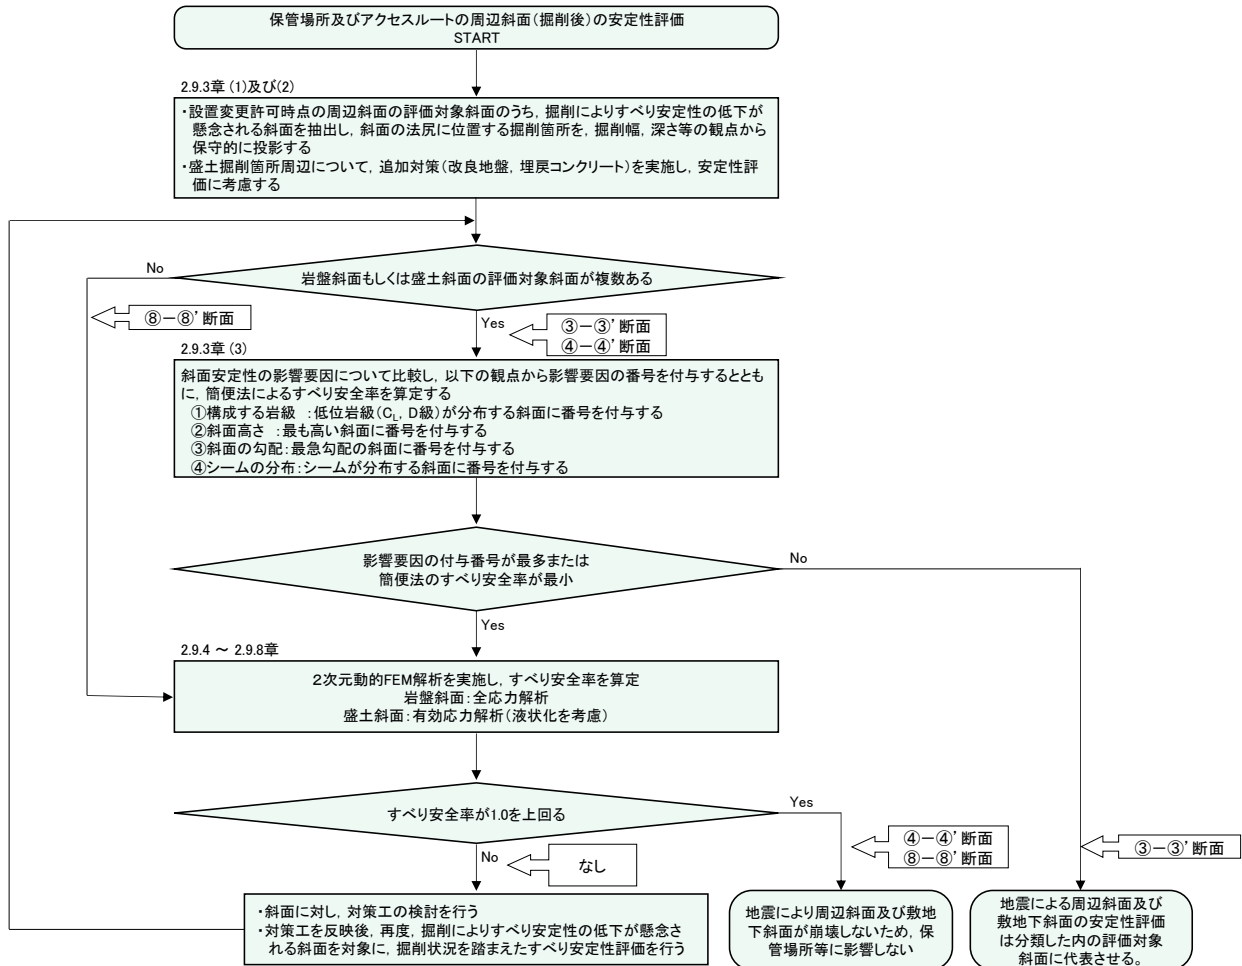 保管場所及びアクセスルートの周辺斜面(掘削後)の安定性評価
START
2.9.3章 (1)及び(2)
・設置変更許可時点の周辺斜面の評価対象斜面のうち，掘削によりすべり安定性の低下が
懸念される斜面を抽出し，斜面の法尻に位置する掘削箇所を，掘削幅，深さ等の観点から
保守的に投影する
・盛土掘削箇所周辺について，追加対策(改良地盤，埋戻コンクリート)を実施し，安定性評
価に考慮する
岩盤斜面もしくは盛土斜面の評価対象斜面が複数ある
No
⑧－⑧’断面
Yes
③－③’断面
④－④’断面
2.9.3章 (3)
斜面安定性の影響要因について比較し，以下の観点から影響要因の番号を付与するととも
に，簡便法によるすべり安全率を算定する
①構成する岩級 ：低位岩級(CL，D級)が分布する斜面に番号を付与する
②斜面高さ ：最も高い斜面に番号を付与する
③斜面の勾配：最急勾配の斜面に番号を付与する
④シームの分布：シームが分布する斜面に番号を付与する
影響要因の付与番号が最多または
簡便法のすべり安全率が最小
No
Yes
2.9.4 ～ 2.9.8章
２次元動的FEM解析を実施し，すべり安全率を算定
岩盤斜面：全応力解析
盛土斜面：有効応力解析(液状化を考慮)
すべり安全率が1.0を上回る
Yes
No
なし
④－④’断面
⑧－⑧’断面
③－③’断面
・斜面に対し，対策工の検討を行う
・対策工を反映後，再度，掘削によりすべり安定性の低下が懸念さ
れる斜面を対象に，掘削状況を踏まえたすべり安定性評価を行う
地震により周辺斜面及び敷地
下斜面が崩壊しないため，保
管場所等に影響しない
地震による周辺斜面及び
敷地下斜面の安定性評価
は分類した内の評価対象
斜面に代表させる。